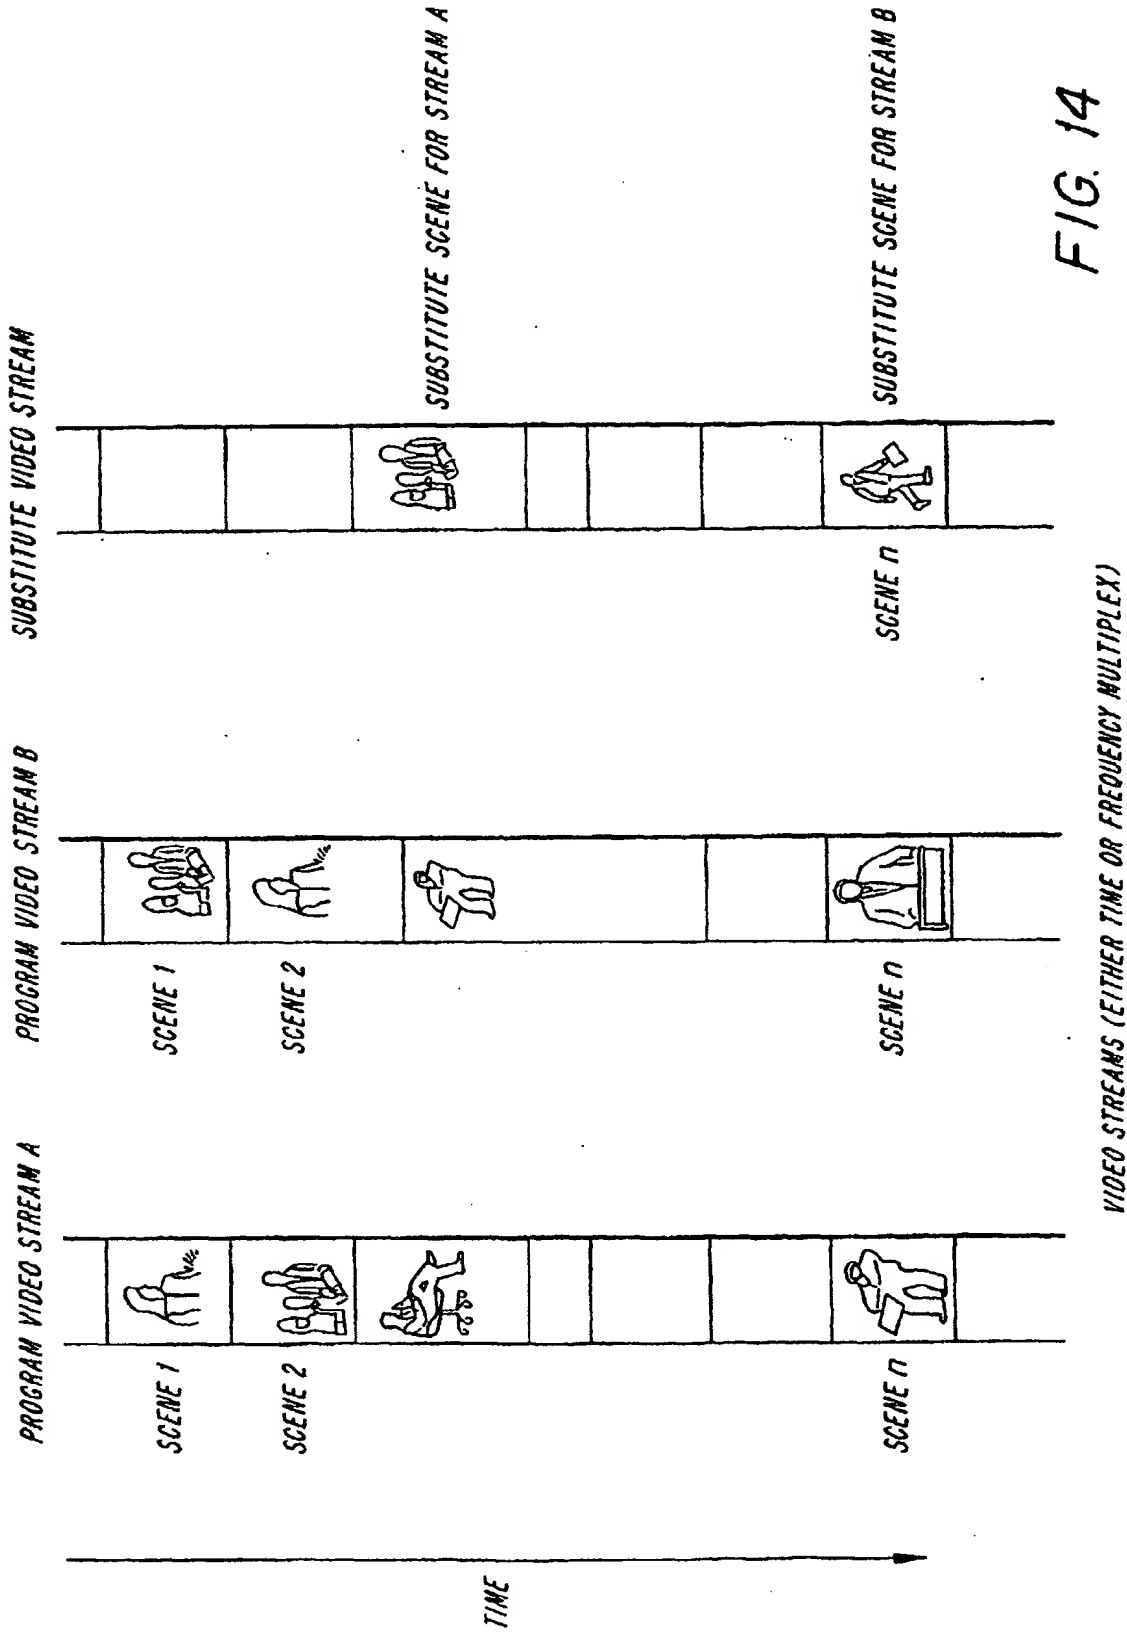 PROGRAM VIDEO STREAM A
PROGRAM VIDEO STREAM B
SUBSTITUTE VIDEO STREAM
TIME
SCENE 1
SCENE 2
SCENE n
SCENE 1
SCENE 2
SCENE n
SCENE n
SUBSTITUTE SCENE FOR STREAM A
SUBSTITUTE SCENE FOR STREAM B
VIDEO STREAMS (EITHER TIME OR FREQUENCY MULTIPLEX)
FIG. 14